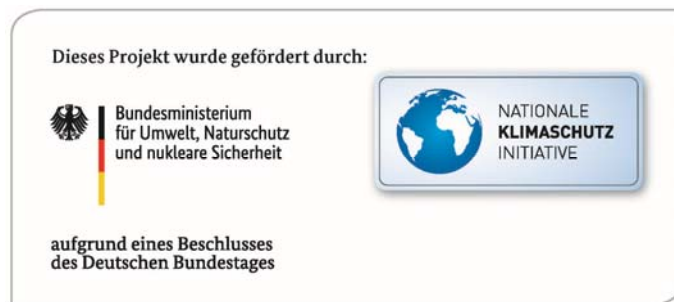 Dieses Projekt wurde gefördert durch:
Bundesministerium
für Umwelt, Naturschutz
und nukleare Sicherheit
NATIONALE
KLIMASCHUTZ
INITIATIVE
aufgrund eines Beschlusses
des Deutschen Bundestages